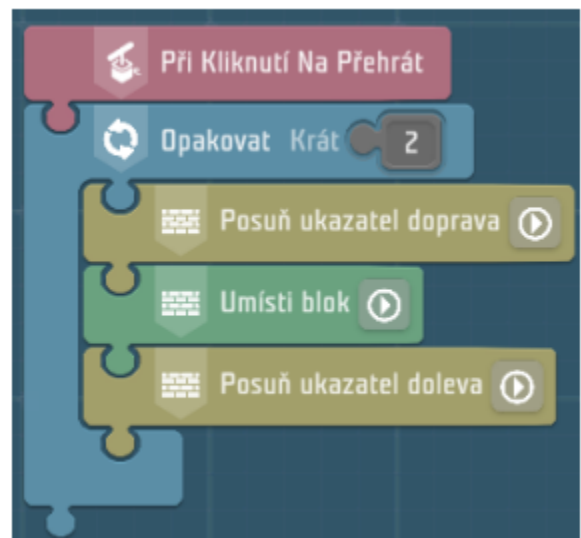 Při Kliknutí Na Přehrát
Opakovat Krát 2
Posuň ukazatel doprava
Umísti blok
Posuň ukazatel doleva